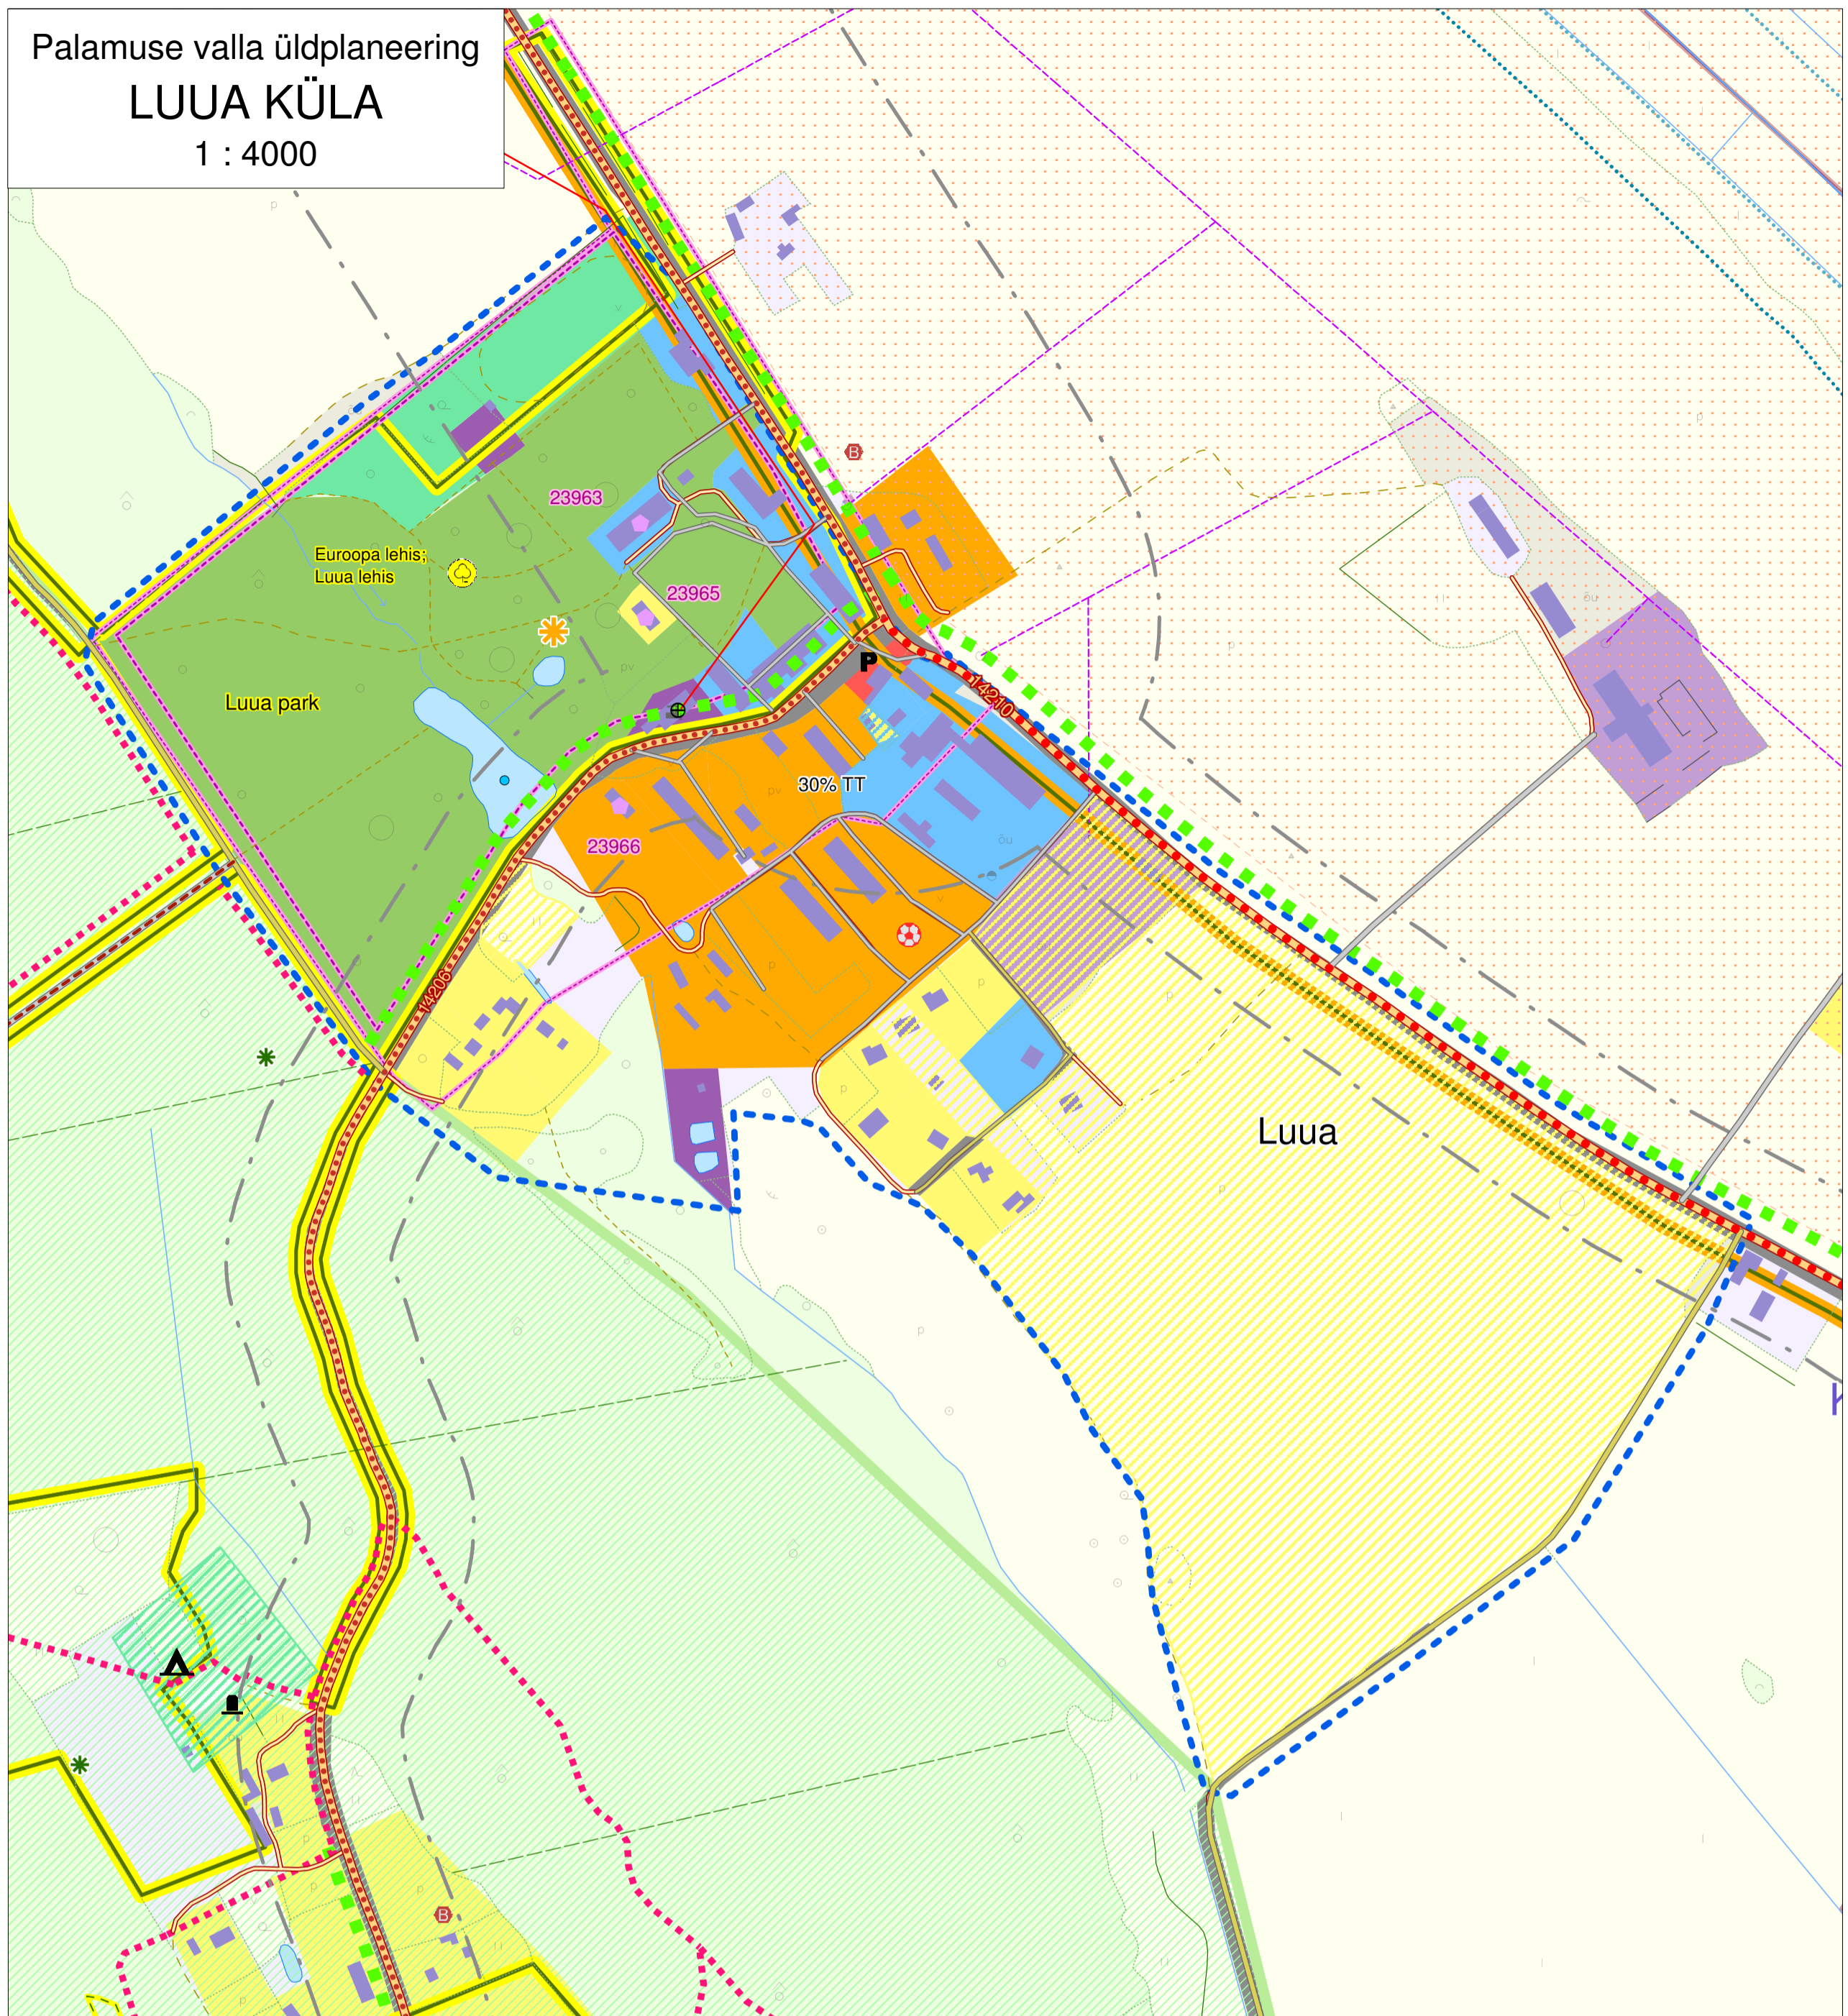 Palamuse valla üldplaneering
LUUA KÜLA
1 : 4000
B
23963
Euroopa lehis;
Luua lehis
23965
Luua park
P
14210
30% TT
õu
23966
14206
Luua
B